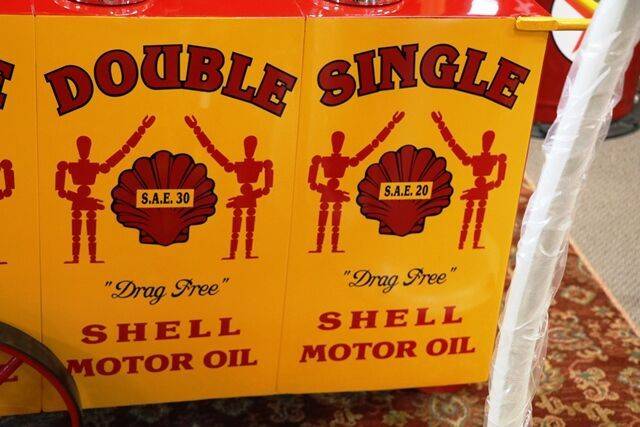 DOUBLE
S.A.E. 30
"Drag Free"
SHELL
MOTOR OIL
SINGLE
S.A.E. 20
"Drag Free"
SHELL
MOTOR OIL